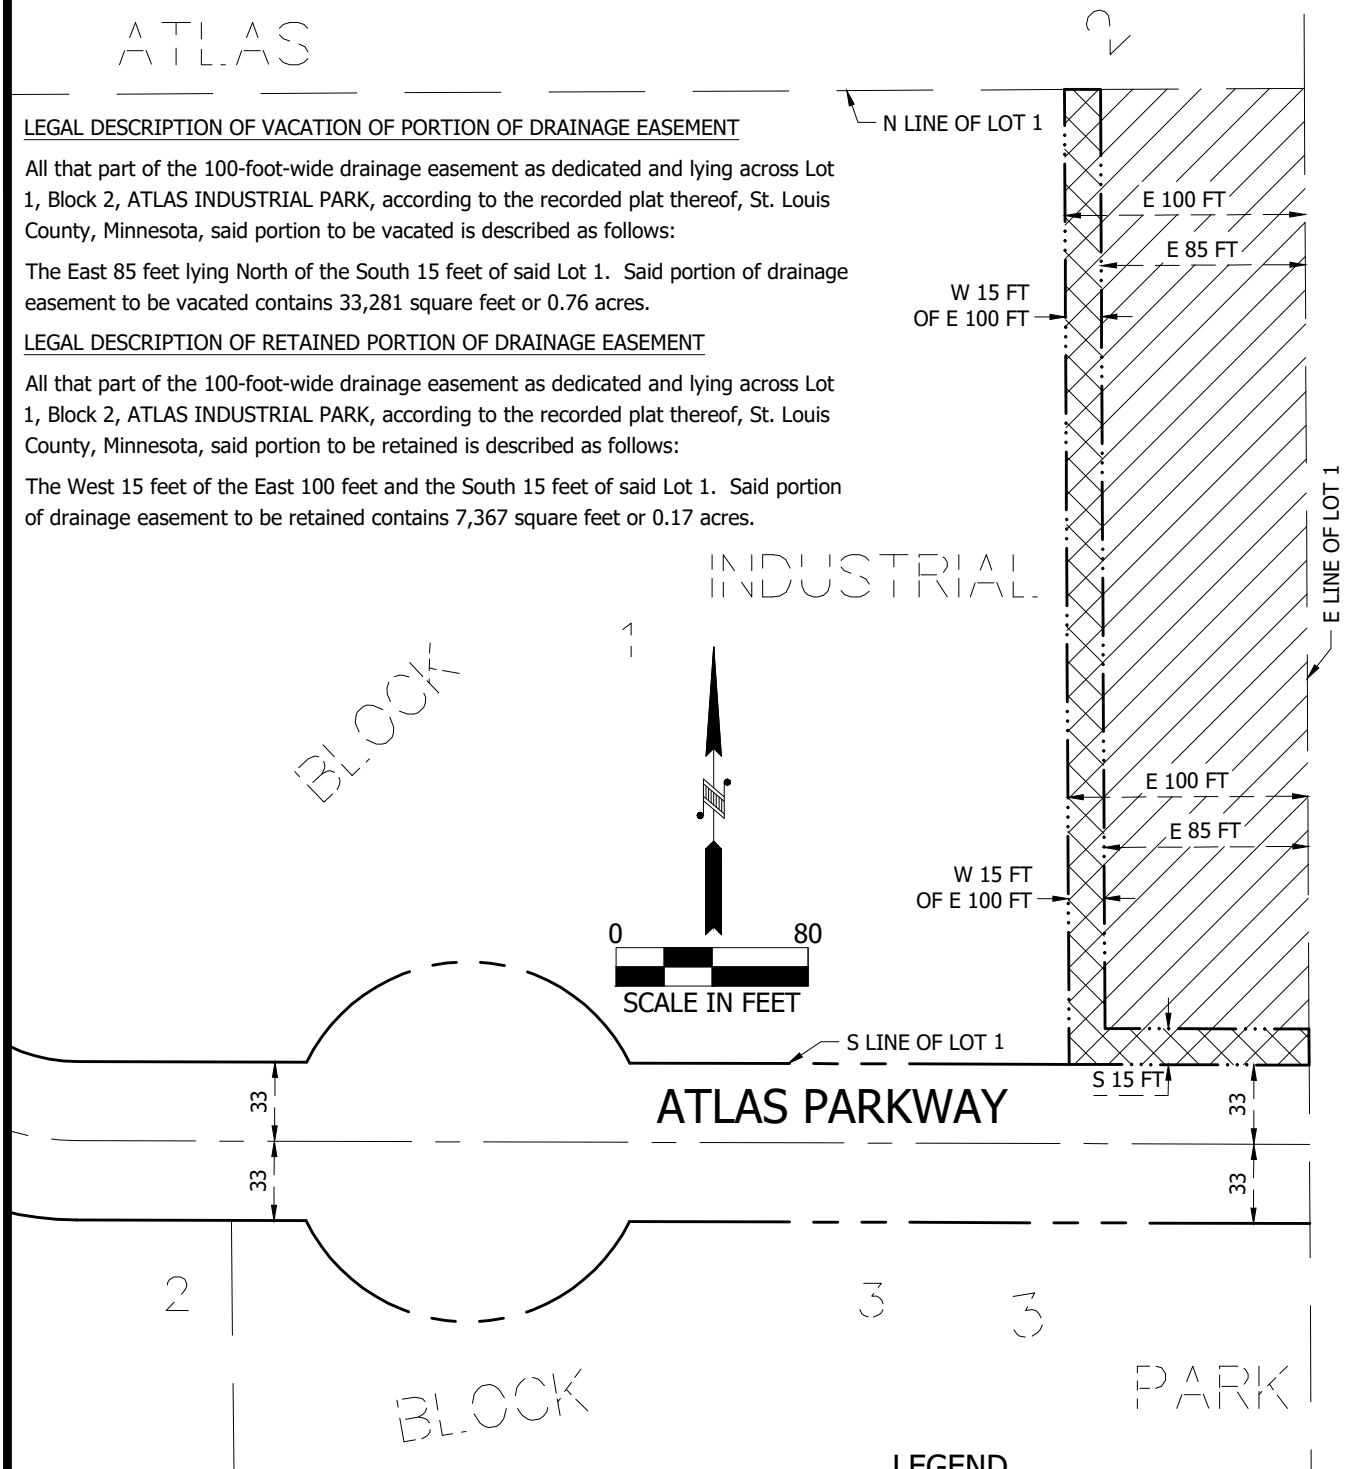 ATLAS
2
N LINE OF LOT 1
LEGAL DESCRIPTION OF VACATION OF PORTION OF DRAINAGE EASEMENT
All that part of the 100-foot-wide drainage easement as dedicated and lying across Lot
1, Block 2, ATLAS INDUSTRIAL PARK, according to the recorded plat thereof, St. Louis
County, Minnesota, said portion to be vacated is described as follows:
The East 85 feet lying North of the South 15 feet of said Lot 1. Said portion of drainage
easement to be vacated contains 33,281 square feet or 0.76 acres.
LEGAL DESCRIPTION OF RETAINED PORTION OF DRAINAGE EASEMENT
All that part of the 100-foot-wide drainage easement as dedicated and lying across Lot
1, Block 2, ATLAS INDUSTRIAL PARK, according to the recorded plat thereof, St. Louis
County, Minnesota, said portion to be retained is described as follows:
The West 15 feet of the East 100 feet and the South 15 feet of said Lot 1. Said portion
of drainage easement to be retained contains 7,367 square feet or 0.17 acres.
E 100 FT
E 85 FT
W 15 FT
OF E 100 FT
E LINE OF LOT 1
INDUSTRIAL
1
BLOCK
E 100 FT
E 85 FT
W 15 FT
OF E 100 FT
0 80
SCALE IN FEET
S LINE OF LOT 1
S 15 FT
ATLAS PARKWAY
33
33
33
33
2
3
3
BLOCK
PARK
LEGEND